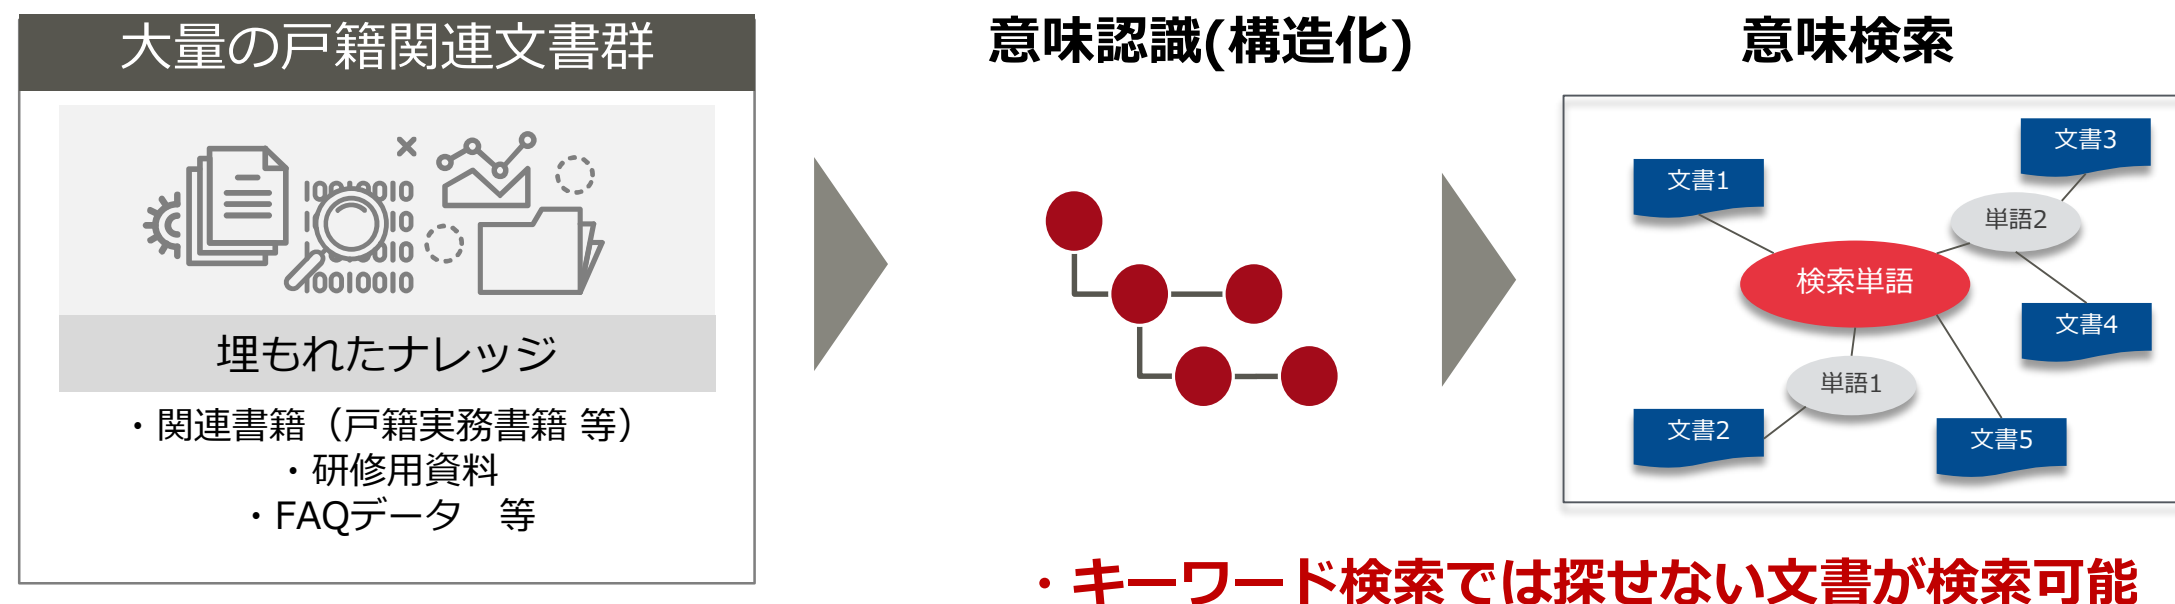 大量の戸籍関連文書群
埋もれたナレッジ
・関連書籍（戸籍実務書籍 等）
・研修用資料
・FAQデータ　等
意味認識(構造化)
意味検索
文書3
文書1
単語2
検索単語
文書4
単語1
文書2
文書5
・キーワード検索では探せない文書が検索可能